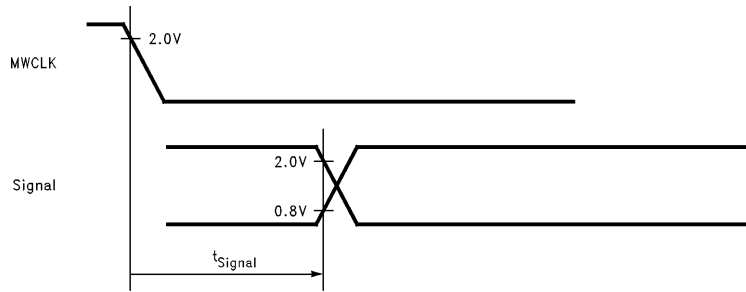 2.0V
MWCLK
2.0V
Signal
0.8V
tSignal